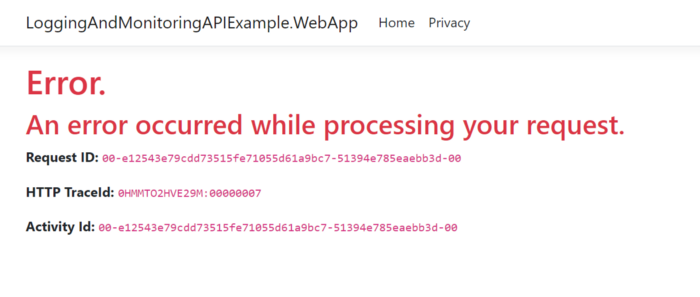 LoggingAndMonitoringAPIExample.WebApp Home Privacy
Error.
An error occurred while processing your request.
Request ID: 00-e12543e79cdd73515fe71055d61a9bc7-51394e785eaebb3d-00
HTTP TraceId: 0HMMTO2HVE29M:00000007
Activity Id: 00-e12543e79cdd73515fe71055d61a9bc7-51394e785eaebb3d-00